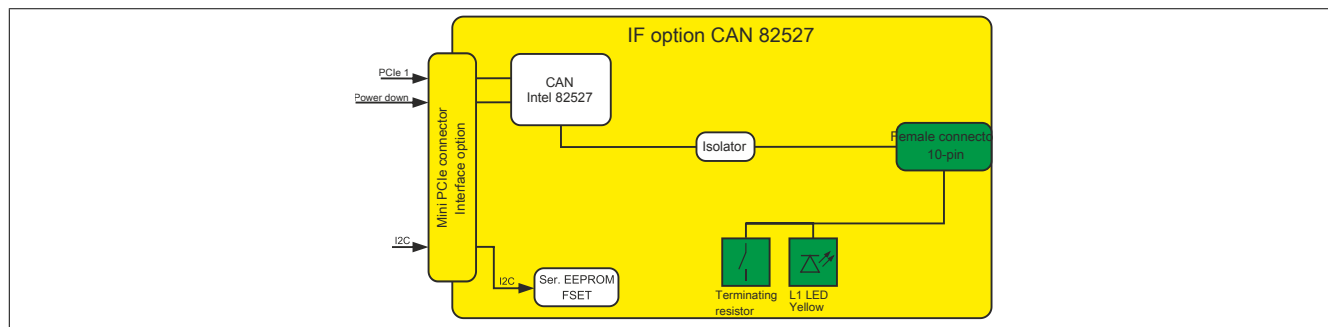 IF option CAN 82527
PCIe 1
Power down
I2C
Mini PCIe connector
Interface option
CAN
Intel 82527
Isolator
Female connector
10-pin
I2C
Ser. EEPROM
FSET
Terminating
resistor
L1 LED
Yellow